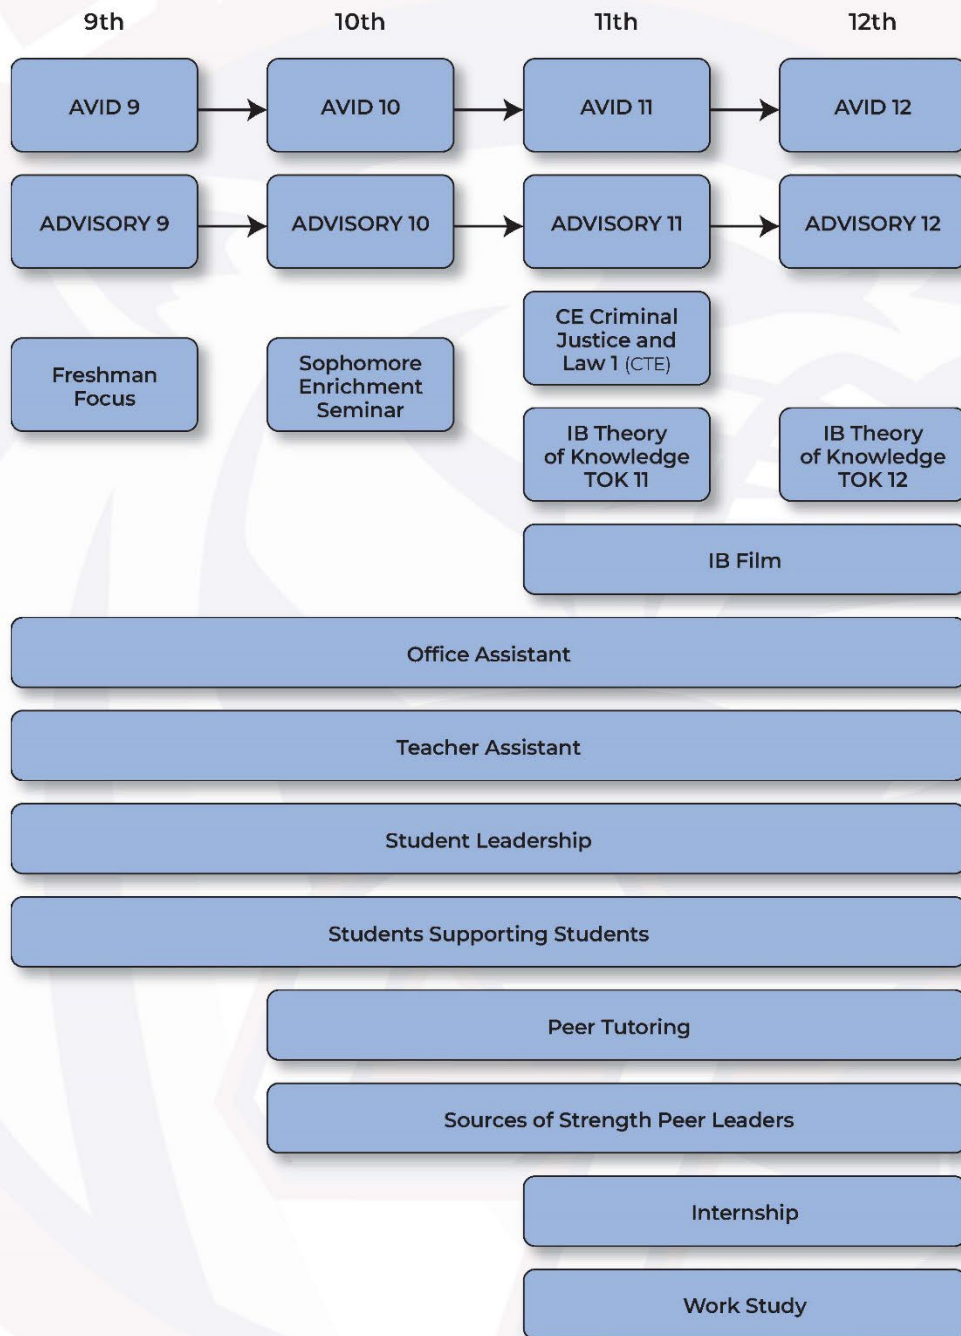 9th 10th 11th 12th
AVID 9 AVID 10 AVID 11 AVID 12
ADVISORY 9 ADVISORY 10 ADVISORY 11 ADVISORY 12
CE Criminal
Justice and
Law 1 (CTE)
Freshman
Focus
Sophomore
Enrichment
Seminar
IB Theory
of Knowledge
TOK 11
IB Theory
of Knowledge
TOK 12
IB Film
Office Assistant
Teacher Assistant
Student Leadership
Students Supporting Students
Peer Tutoring
Sources of Strength Peer Leaders
Internship
Work Study